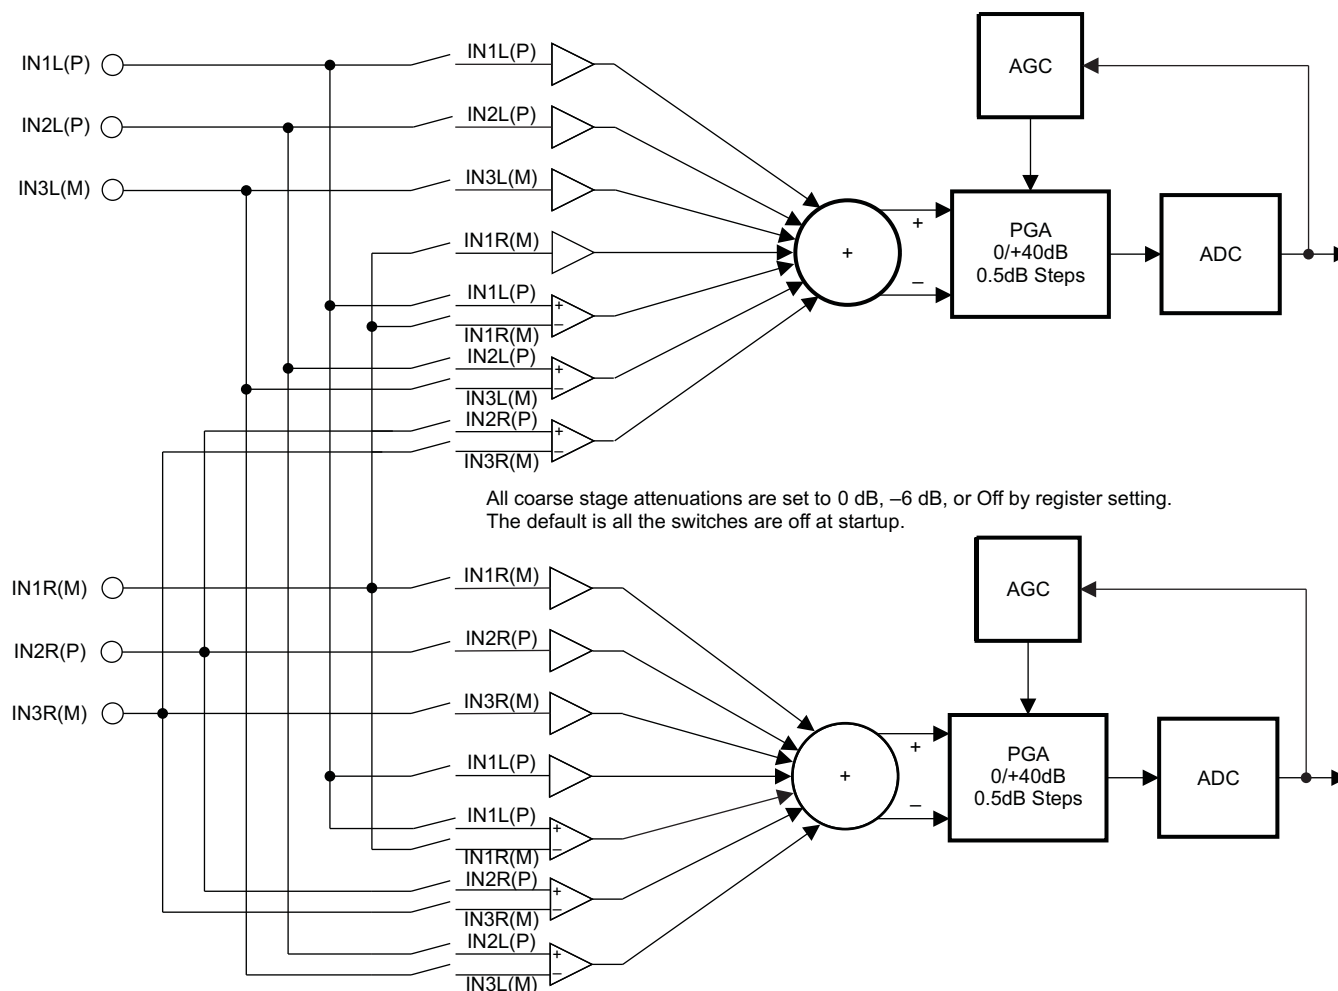 IN1L(P)
IN2L(P)
IN3L(M)
IN1L(P)
IN2L(P)
IN3L(M)
IN1R(M)
IN1L(P)
+
−
IN1R(M)
IN2L(P)
+
−
IN3L(M)
IN2R(P)
+
−
IN3R(M)
+
+
−
AGC
PGA
0/+40dB
0.5dB Steps
ADC
All coarse stage attenuations are set to 0 dB, –6 dB, or Off by register setting.
The default is all the switches are off at startup.
IN1R(M)
IN2R(P)
IN3R(M)
IN1R(M)
IN2R(P)
IN3R(M)
IN1L(P)
IN1L(P)
+
−
IN1R(M)
IN2R(P)
+
−
IN3R(M)
IN2L(P)
+
−
IN3L(M)
+
+
−
AGC
PGA
0/+40dB
0.5dB Steps
ADC